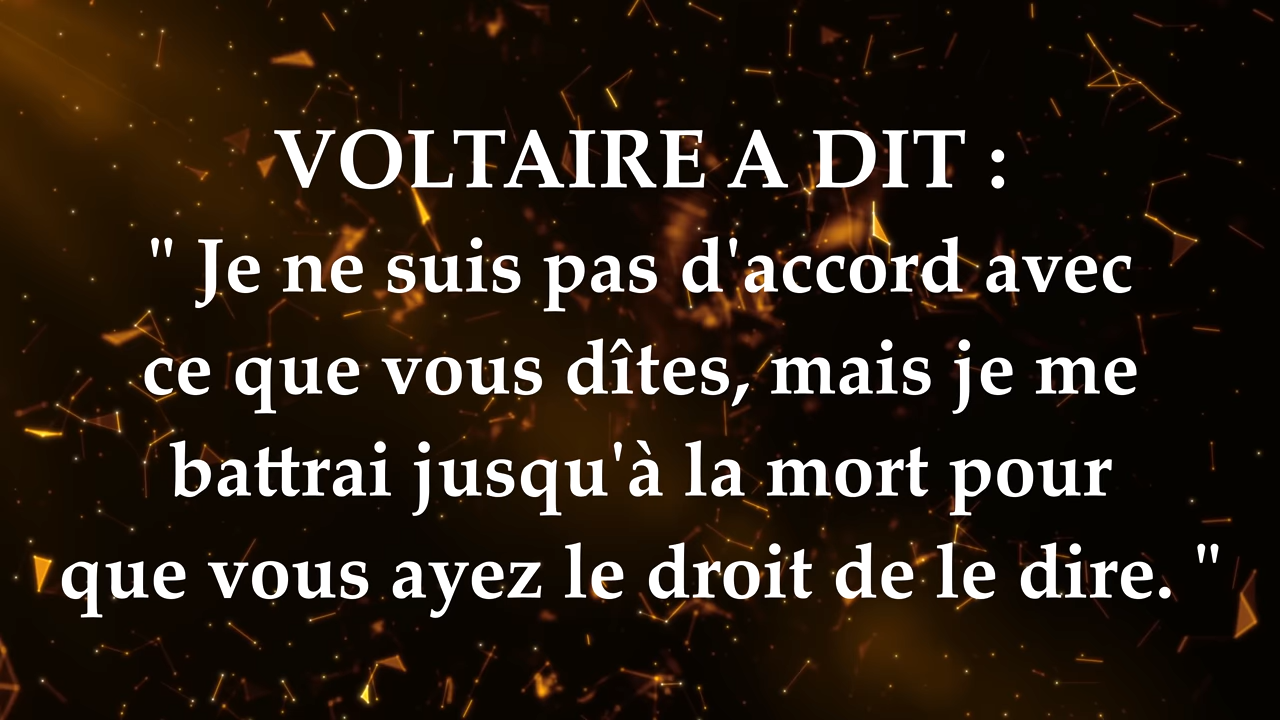 VOLTAIRE A DIT :
" Je ne suis pas d'accord avec
ce que vous dîtes, mais je me
battrai jusqu'à la mort pour
que vous ayez le droit de le dire. "